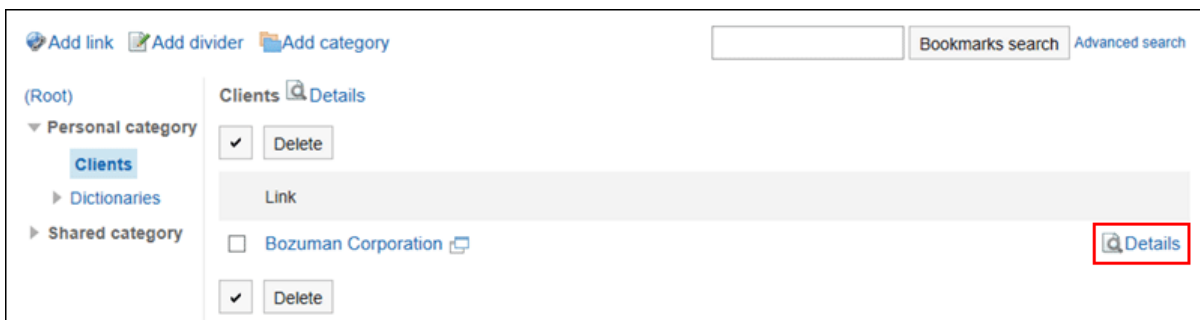 Add link Add divider Add category Bookmarks search Advanced search
(Root)
Personal category
Clients
Dictionaries
Shared category
Clients Details
Delete
Link
Bozuman Corporation Details
Delete